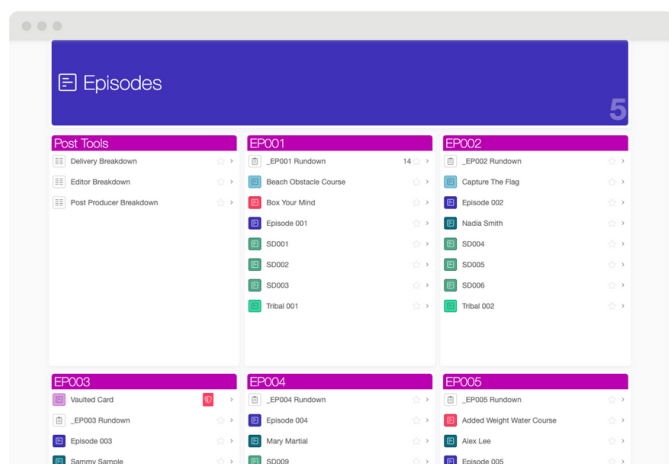 Episodes
5
Post Tools
Delivery Breakdown
Editor Breakdown
Post Producer Breakdown
EP001
_EP001 Rundown 14
Beach Obstacle Course
Box Your Mind
Episode 001
SD001
SD002
SD003
Tribal 001
EP002
_EP002 Rundown
Capture The Flag
Episode 002
Nadia Smith
SD004
SD005
SD006
Tribal 002
EP003
Vaulted Card
_EP003 Rundown
Episode 003
Sammy Sample
EP004
_EP004 Rundown
Episode 004
Mary Martial
SD009
EP005
_EP005 Rundown
Added Weight Water Course
Alex Lee
Episode 005